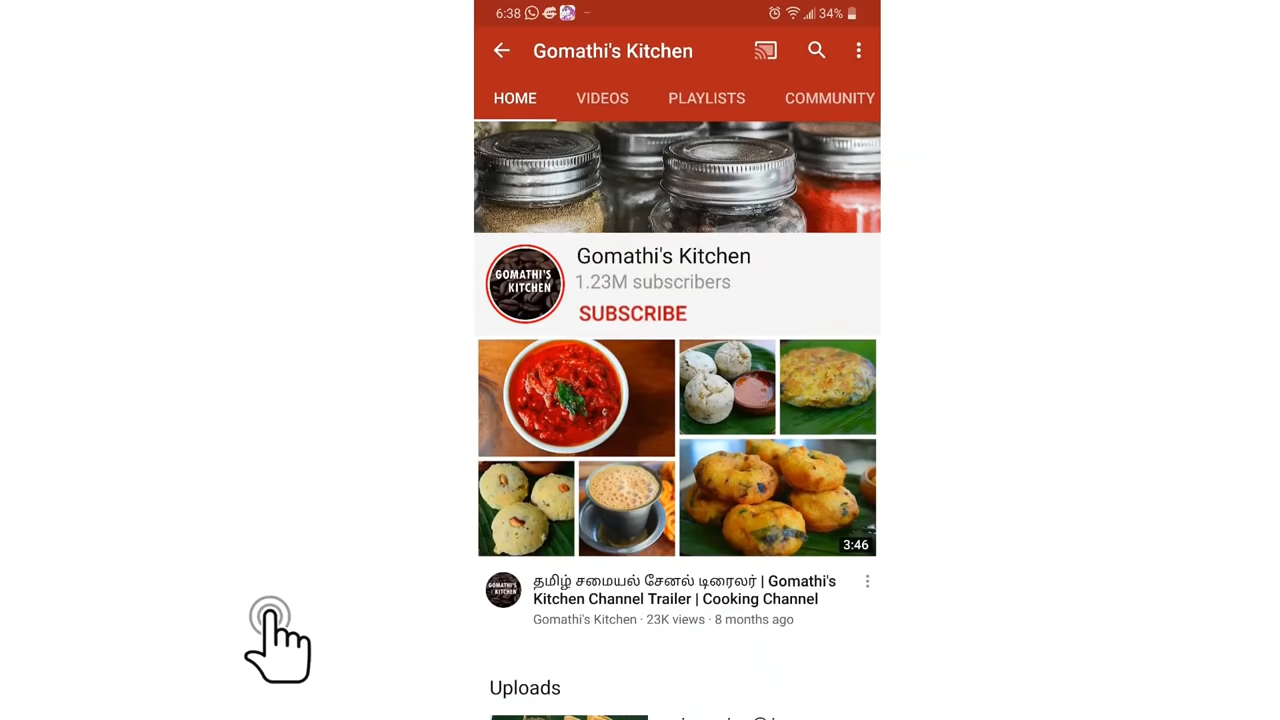 6:38 34%
Gomathi's Kitchen
HOME VIDEOS PLAYLISTS COMMUNITY
GOMATHI'S
KITCHEN
Gomathi's Kitchen
1.23M subscribers
SUBSCRIBE
3:46
GOMATHI'S
KITCHEN
தமிழ் சமையல் சேனல் டிரைலர் | Gomathi's
Kitchen Channel Trailer | Cooking Channel
Gomathi's Kitchen · 23K views · 8 months ago
Uploads